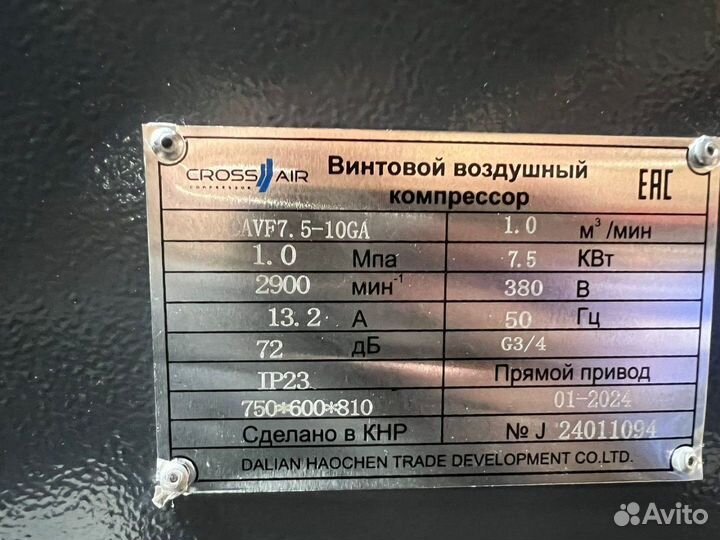 CROSS AIR
COMPRESSOR
Винтовой воздушный
компрессор
EAC
CAVF7.5-10GA 1.0 м³/мин
1.0 Мпа 7.5 КВт
2900 мин⁻¹ 380 В
13.2 А 50 Гц
72 дБ G3/4
IP23 Прямой привод
750*600*810 01-2024
Сделано в КНР № J 24011094
DALIAN HAOCHEN TRADE DEVELOPMENT CO.LTD.
Avito